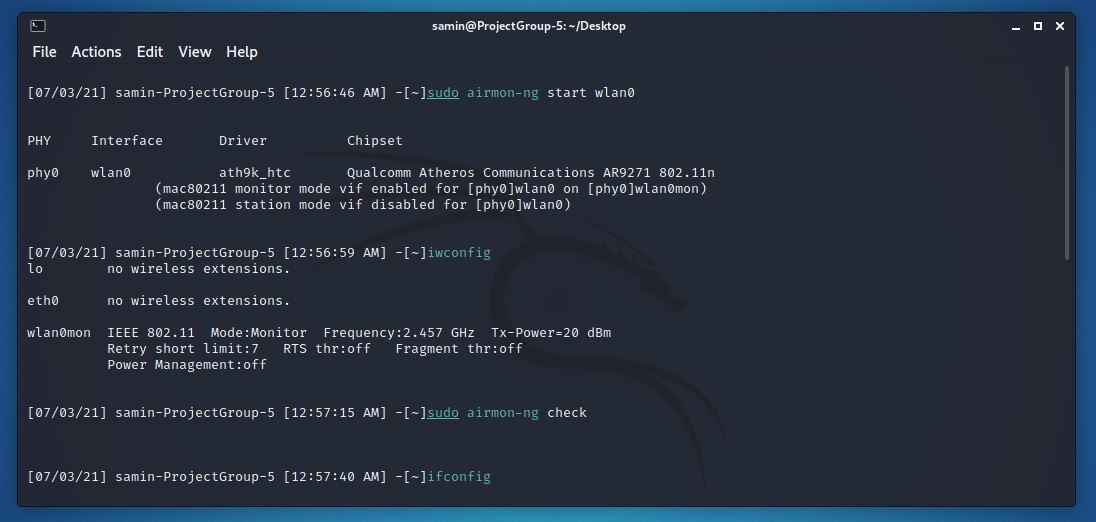 samin@ProjectGroup-5: ~/Desktop
File Actions Edit View Help
[07/03/21] samin-ProjectGroup-5 [12:56:46 AM] -[~]sudo airmon-ng start wlan0
PHY Interface Driver Chipset
phy0 wlan0 ath9k_htc Qualcomm Atheros Communications AR9271 802.11n
(mac80211 monitor mode vif enabled for [phy0]wlan0 on [phy0]wlan0mon)
(mac80211 station mode vif disabled for [phy0]wlan0)
[07/03/21] samin-ProjectGroup-5 [12:56:59 AM] -[~]iwconfig
lo no wireless extensions.
eth0 no wireless extensions.
wlan0mon IEEE 802.11 Mode:Monitor Frequency:2.457 GHz Tx-Power=20 dBm
Retry short limit:7 RTS thr:off Fragment thr:off
Power Management:off
[07/03/21] samin-ProjectGroup-5 [12:57:15 AM] -[~]sudo airmon-ng check
[07/03/21] samin-ProjectGroup-5 [12:57:40 AM] -[~]ifconfig